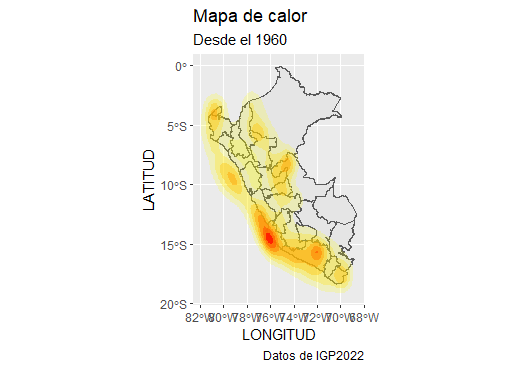 Mapa de calor
Desde el 1960
0°
5°S
10°S
15°S
20°S
LATITUD
82°W 80°W 78°W 76°W 74°W 72°W 70°W 68°W
LONGITUD
Datos de IGP2022